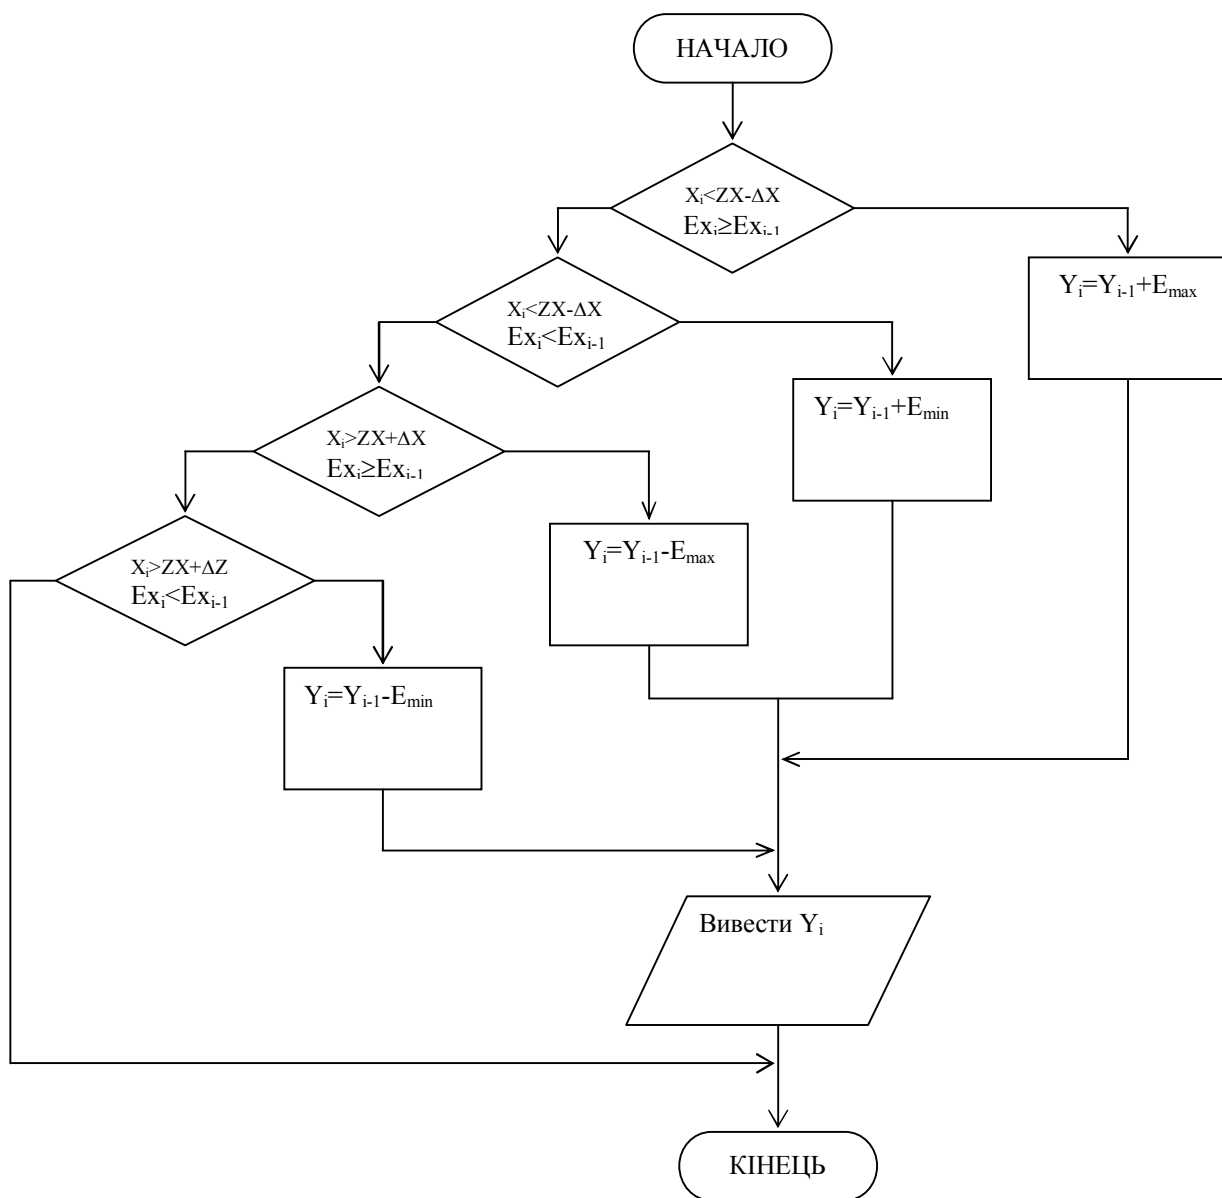 НАЧАЛО
Xᵢ<ZX-ΔX
Exᵢ≥Exᵢ₋₁
Yᵢ=Yᵢ₋₁+Emax
Xᵢ<ZX-ΔX
Exᵢ<Exᵢ₋₁
Yᵢ=Yᵢ₋₁+Emin
Xᵢ>ZX+ΔX
Exᵢ≥Exᵢ₋₁
Yᵢ=Yᵢ₋₁-Emax
Xᵢ>ZX+ΔZ
Exᵢ<Exᵢ₋₁
Yᵢ=Yᵢ₋₁-Emin
Вивести Yᵢ
КІНЕЦЬ